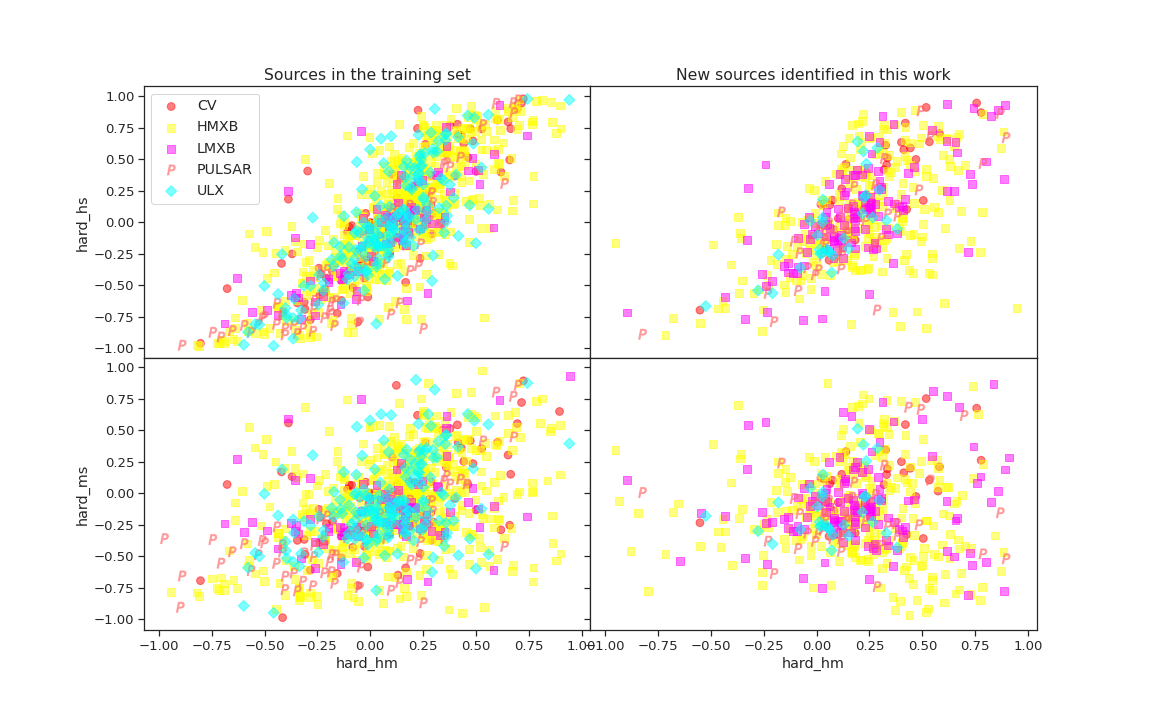 Sources in the training set
New sources identified in this work
1.00
0.75
0.50
0.25
0.00
−0.25
−0.50
−0.75
−1.00
hard_hs
CV
HMXB
LMXB
P PULSAR
ULX
1.00
0.75
0.50
0.25
0.00
−0.25
−0.50
−0.75
−1.00
hard_ms
−1.00 −0.75 −0.50 −0.25 0.00 0.25 0.50 0.75 1.00
−1.00 −0.75 −0.50 −0.25 0.00 0.25 0.50 0.75 1.00
hard_hm
hard_hm